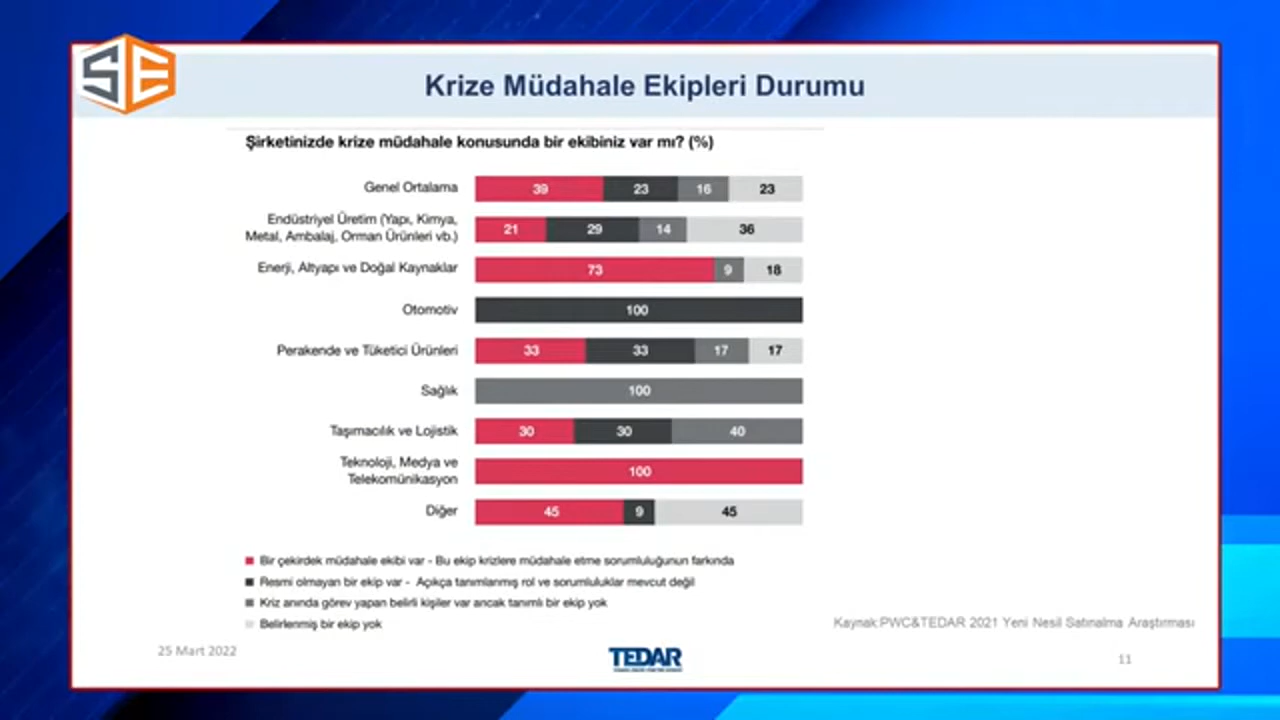 SE
Krize Müdahale Ekipleri Durumu
Şirketinizde krize müdahale konusunda bir ekibiniz var mı? (%)
Genel Ortalama 39 23 16 23
Endüstriyel Üretim (Yapı, Kimya,
Metal, Ambalaj, Orman Ürünleri vb.) 21 29 14 36
Enerji, Altyapı ve Doğal Kaynaklar 73 9 18
Otomotiv 100
Perakende ve Tüketici Ürünleri 33 33 17 17
Sağlık 100
Taşımacılık ve Lojistik 30 30 40
Teknoloji, Medya ve
Telekomünikasyon 100
Diğer 45 9 45
Bir çekirdek müdahale ekibi var - Bu ekip krizlere müdahale etme sorumluluğunun farkında
Resmi olmayan bir ekip var - Açıkça tanımlanmış rol ve sorumluluklar mevcut değil
Kriz anında görev yapan belirli kişiler var ancak tanımlı bir ekip yok
Belirlenmiş bir ekip yok
Kaynak:PWC&TEDAR 2021 Yeni Nesil Satınalma Araştırması
25 Mart 2022
TEDAR
11